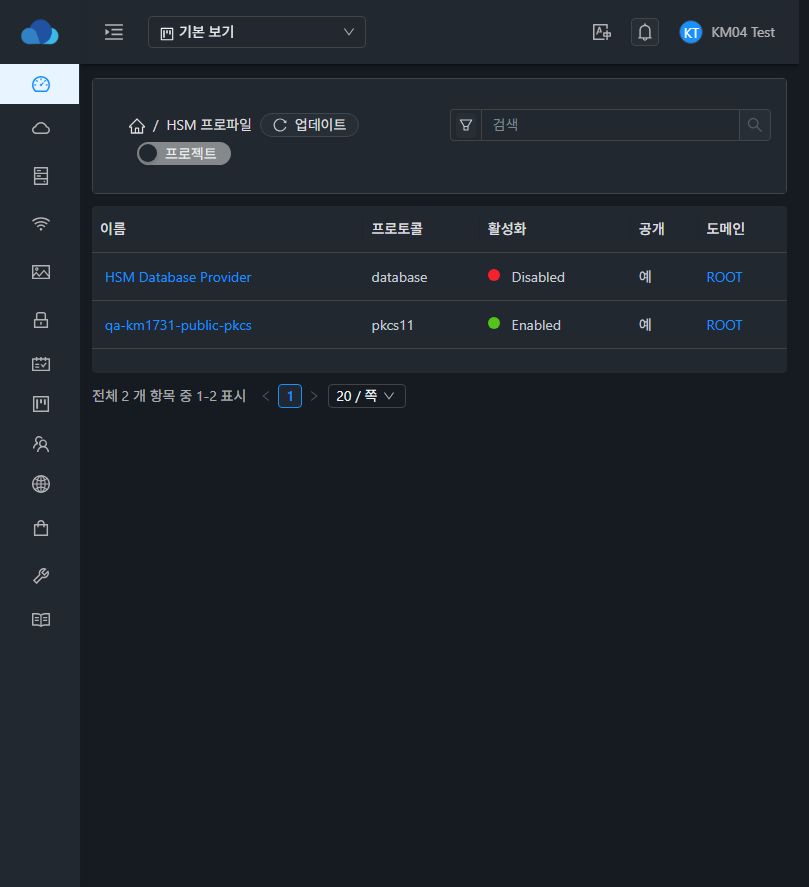 기본 보기
KT KM04 Test
/ HSM 프로파일 업데이트
검색
프로젝트
이름 프로토콜 활성화 공개 도메인
HSM Database Provider database Disabled 예 ROOT
qa-km1731-public-pkcs pkcs11 Enabled 예 ROOT
전체 2 개 항목 중 1-2 표시 < 1 > 20 / 쪽